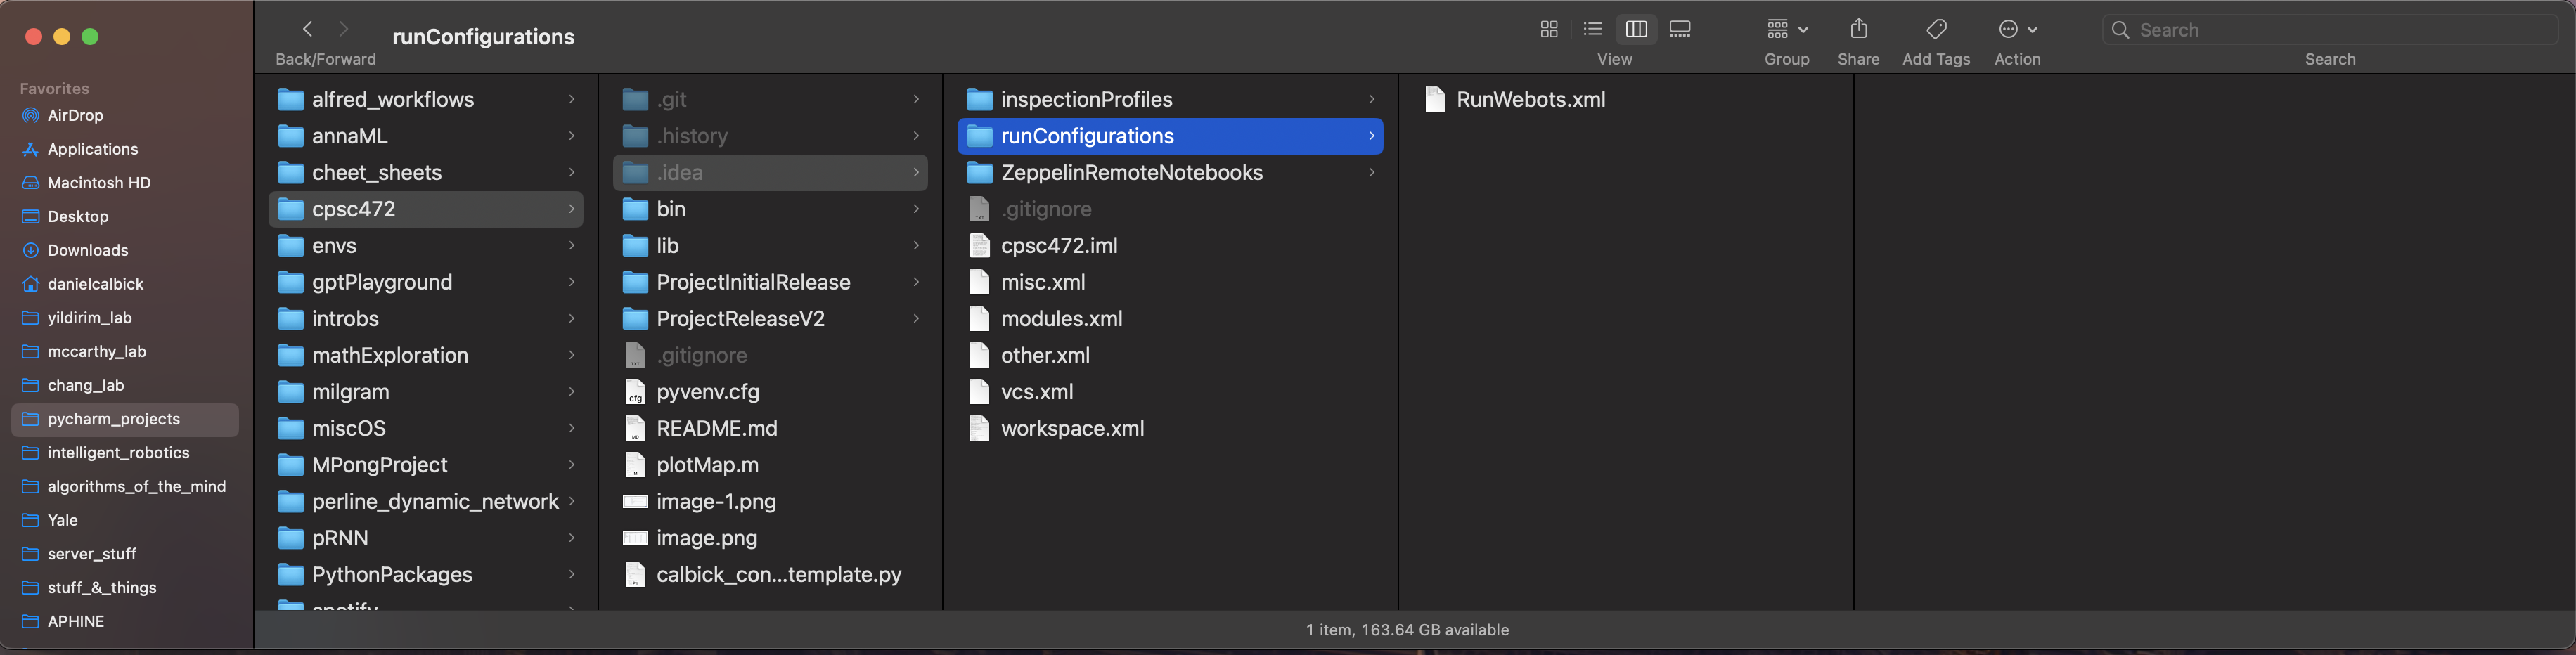 Back/Forward
runConfigurations
View
Group
Share
Add Tags
Action
Search
Search
Favorites
AirDrop
Applications
Macintosh HD
Desktop
Downloads
danielcalbick
yildirim_lab
mccarthy_lab
chang_lab
pycharm_projects
intelligent_robotics
algorithms_of_the_mind
Yale
server_stuff
stuff_&_things
APHINE
alfred_workflows
annaML
cheet_sheets
cpsc472
envs
gptPlayground
introbs
mathExploration
milgram
miscOS
MPongProject
perline_dynamic_network
pRNN
PythonPackages
spotify
.git
.history
.idea
bin
lib
ProjectInitialRelease
ProjectReleaseV2
.gitignore
pyvenv.cfg
README.md
plotMap.m
image-1.png
image.png
calbick_con...template.py
inspectionProfiles
runConfigurations
ZeppelinRemoteNotebooks
.gitignore
cpsc472.iml
misc.xml
modules.xml
other.xml
vcs.xml
workspace.xml
RunWebots.xml
1 item, 163.64 GB available